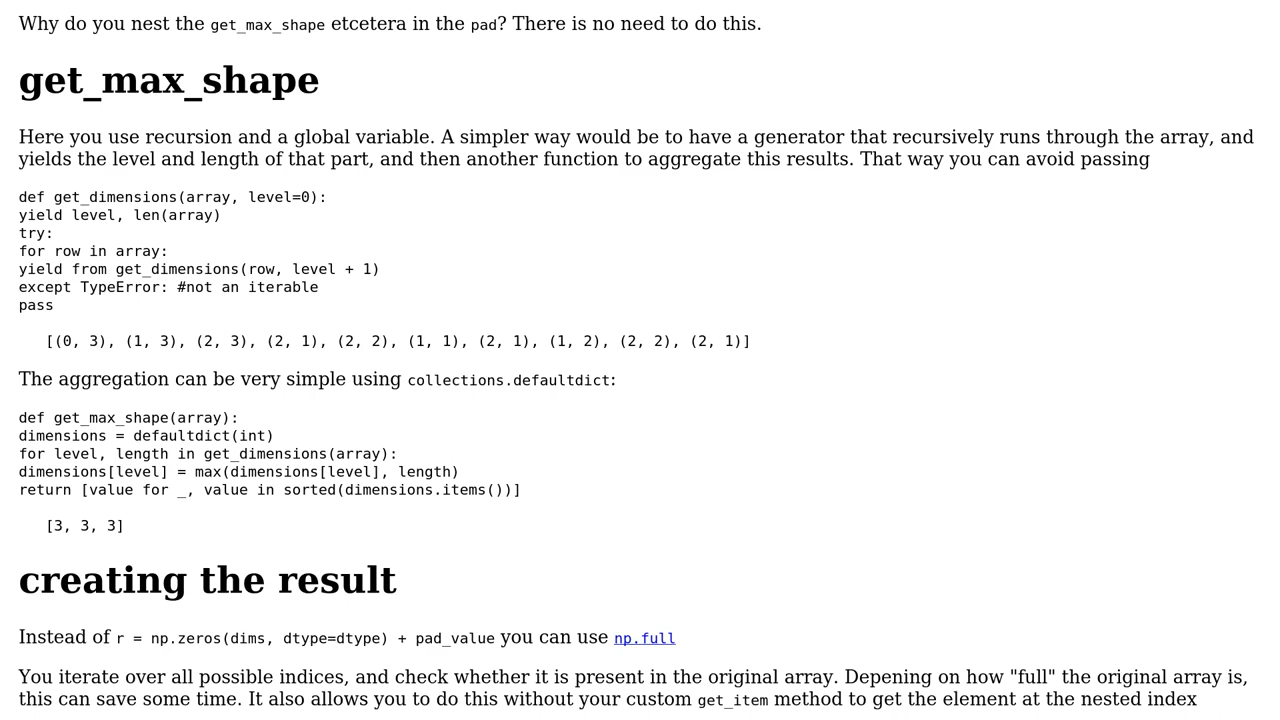 Why do you nest the get_max_shape etcetera in the pad? There is no need to do this.
get_max_shape
Here you use recursion and a global variable. A simpler way would be to have a generator that recursively runs through the array, and
yields the level and length of that part, and then another function to aggregate this results. That way you can avoid passing
def get_dimensions(array, level=0):
yield level, len(array)
try:
for row in array:
yield from get_dimensions(row, level + 1)
except TypeError: #not an iterable
pass
[(0, 3), (1, 3), (2, 3), (2, 1), (2, 2), (1, 1), (2, 1), (1, 2), (2, 2), (2, 1)]
The aggregation can be very simple using collections.defaultdict:
def get_max_shape(array):
dimensions = defaultdict(int)
for level, length in get_dimensions(array):
dimensions[level] = max(dimensions[level], length)
return [value for _, value in sorted(dimensions.items())]
[3, 3, 3]
creating the result
Instead of r = np.zeros(dims, dtype=dtype) + pad_value you can use np.full
You iterate over all possible indices, and check whether it is present in the original array. Depening on how "full" the original array is,
this can save some time. It also allows you to do this without your custom get_item method to get the element at the nested index